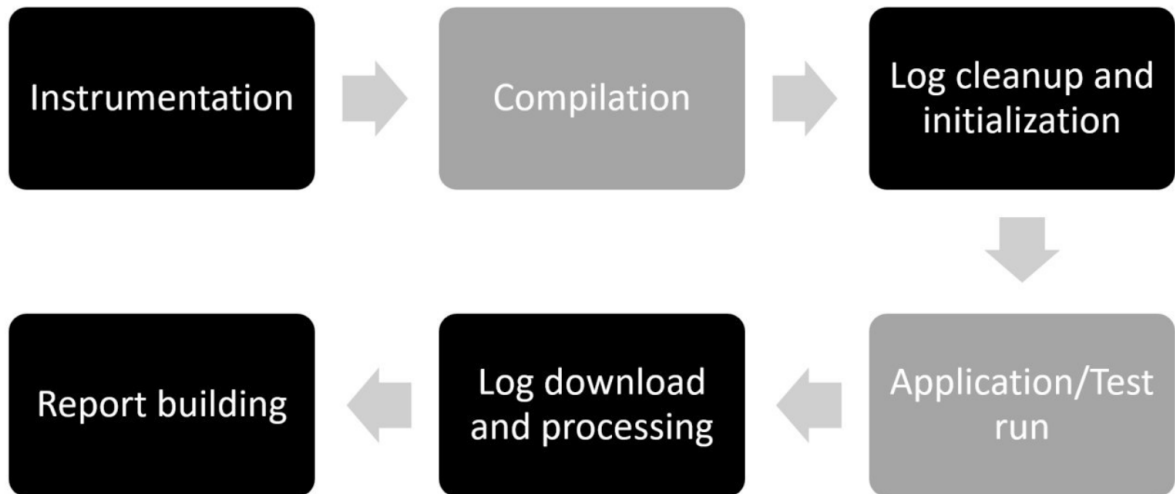 Instrumentation
Compilation
Log cleanup and
initialization
Application/Test
run
Log download
and processing
Report building